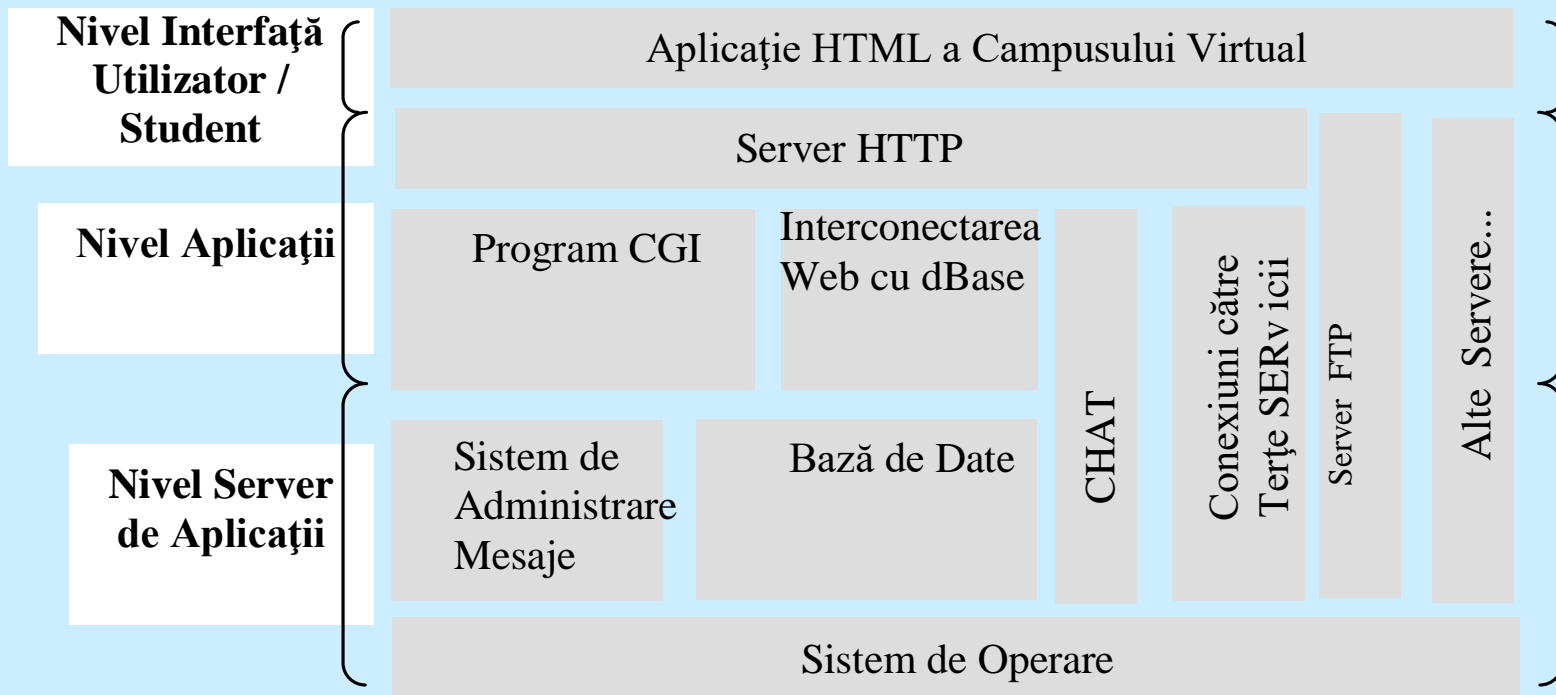 Nivel Interfaţă
Utilizator /
Student
Aplicaţie HTML a Campusului Virtual
Server HTTP
Nivel Aplicaţii
Program CGI
Interconectarea
Web cu dBase
CHAT
Conexiuni către
Terţe SERv icii
Server FTP
Alte Servere...
Nivel Server
de Aplicaţii
Sistem de
Administrare
Mesaje
Bază de Date
Sistem de Operare